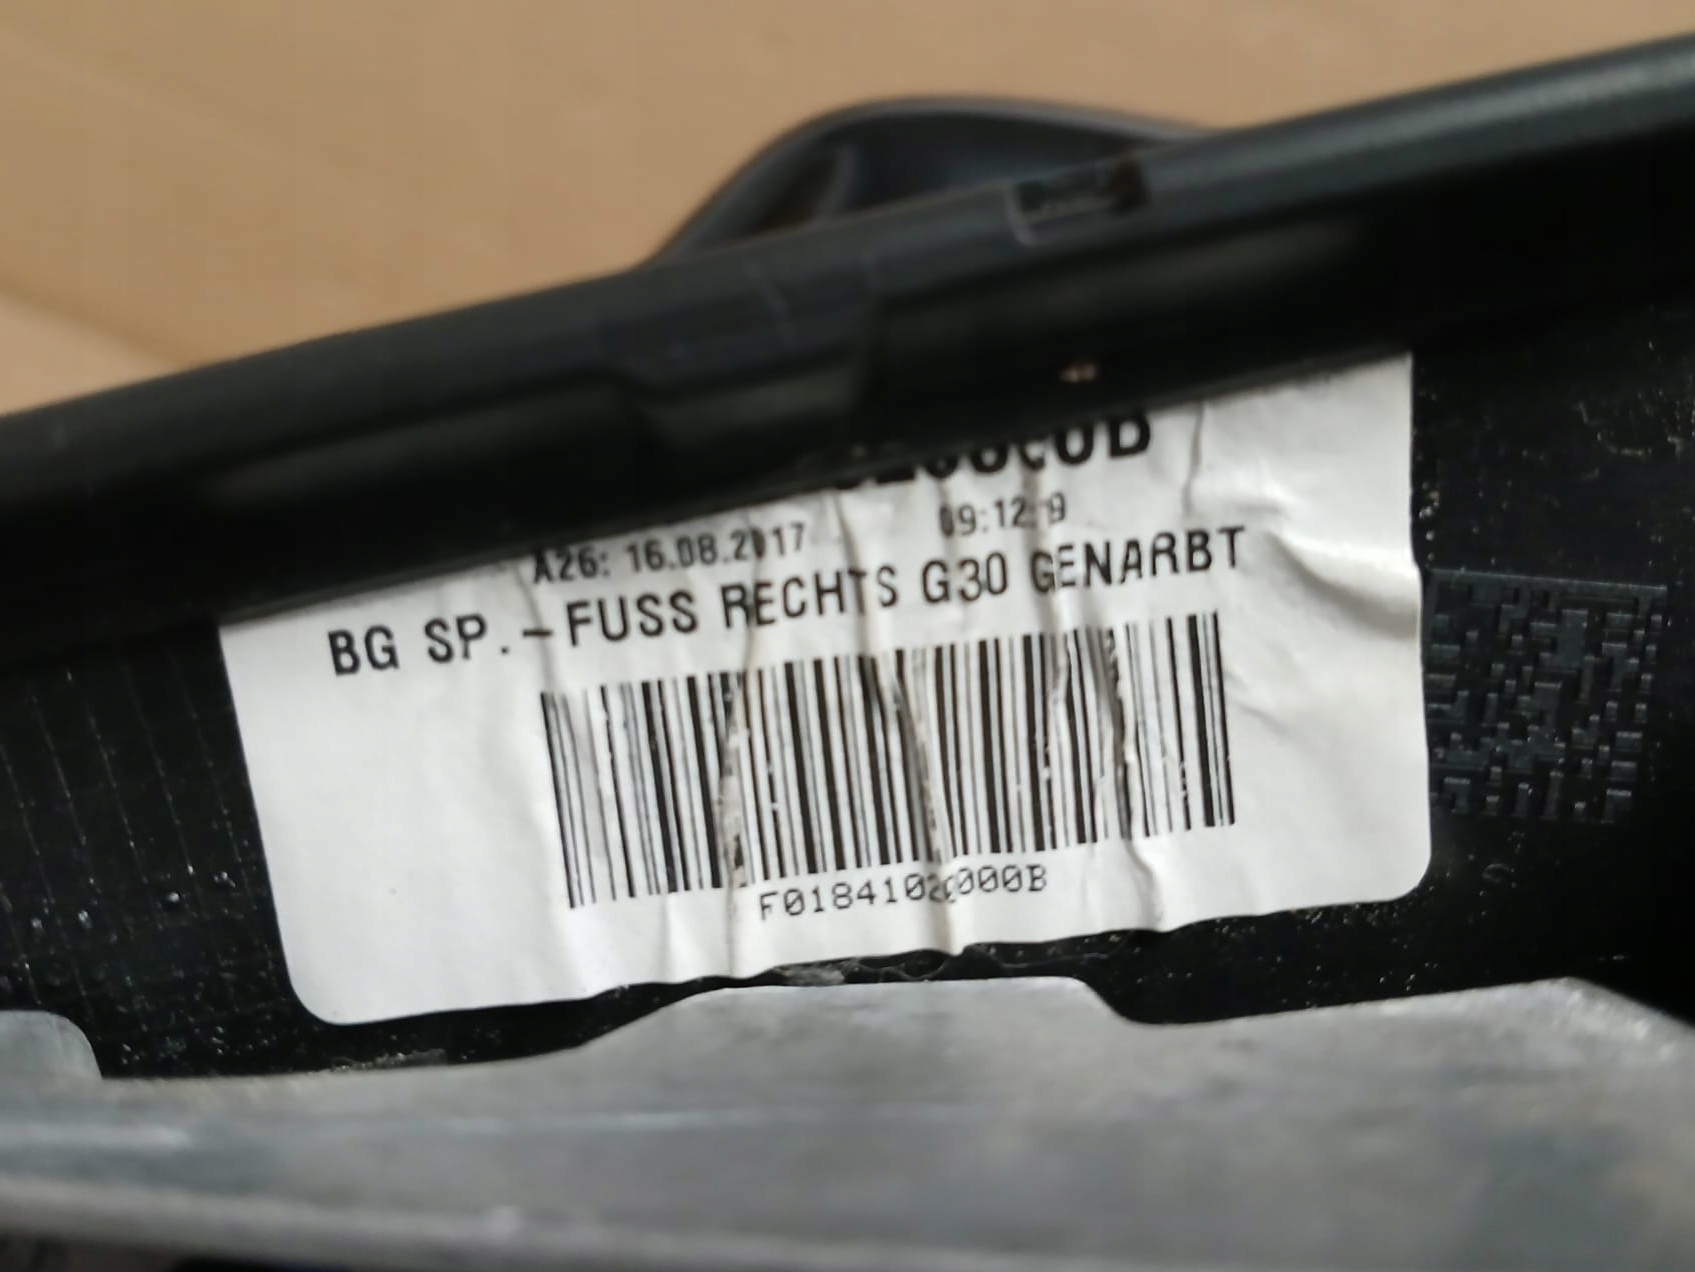 A26: 16.08.2017 09:12:19
BG SP.-FUSS RECHTS G30 GENARBT
F01841020000B